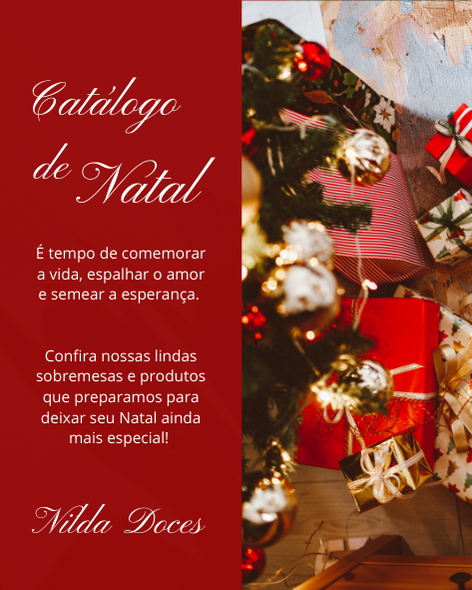 Catálogo
de Natal
É tempo de comemorar
a vida, espalhar o amor
e semear a esperança.
Confira nossas lindas
sobremesas e produtos
que preparamos para
deixar seu Natal ainda
mais especial!
Nilda Doces